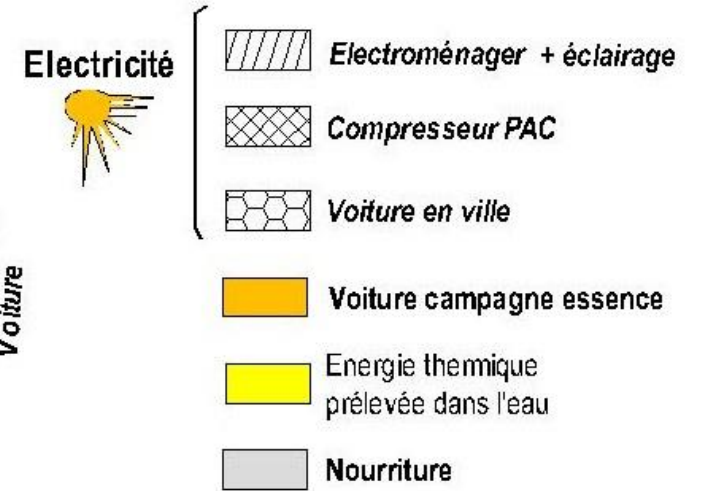 Electricité
Electroménager + éclairage
Compresseur PAC
Voiture en ville
Voiture
Voiture campagne essence
Energie thermique
prélevée dans l'eau
Nourriture